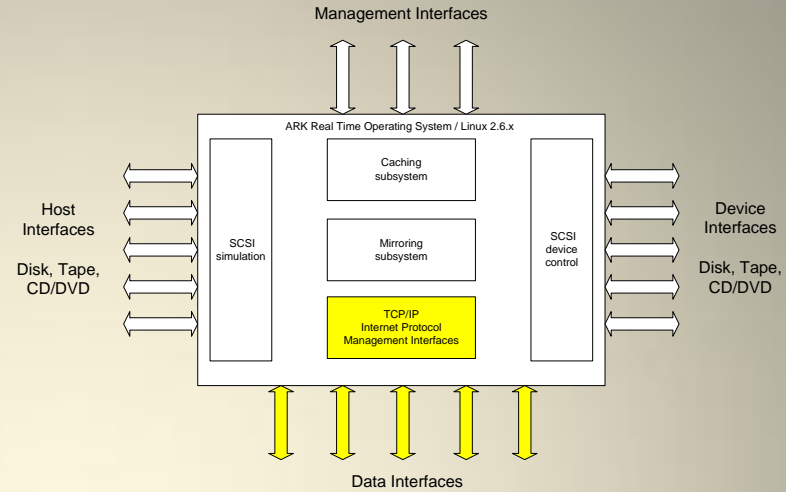 Management Interfaces
ARK Real Time Operating System / Linux 2.6.x
Host
Interfaces
Disk, Tape,
CD/DVD
SCSI
simulation
Caching
subsystem
Mirroring
subsystem
TCP/IP
Internet Protocol
Management Interfaces
SCSI
device
control
Device
Interfaces
Disk, Tape,
CD/DVD
Data Interfaces